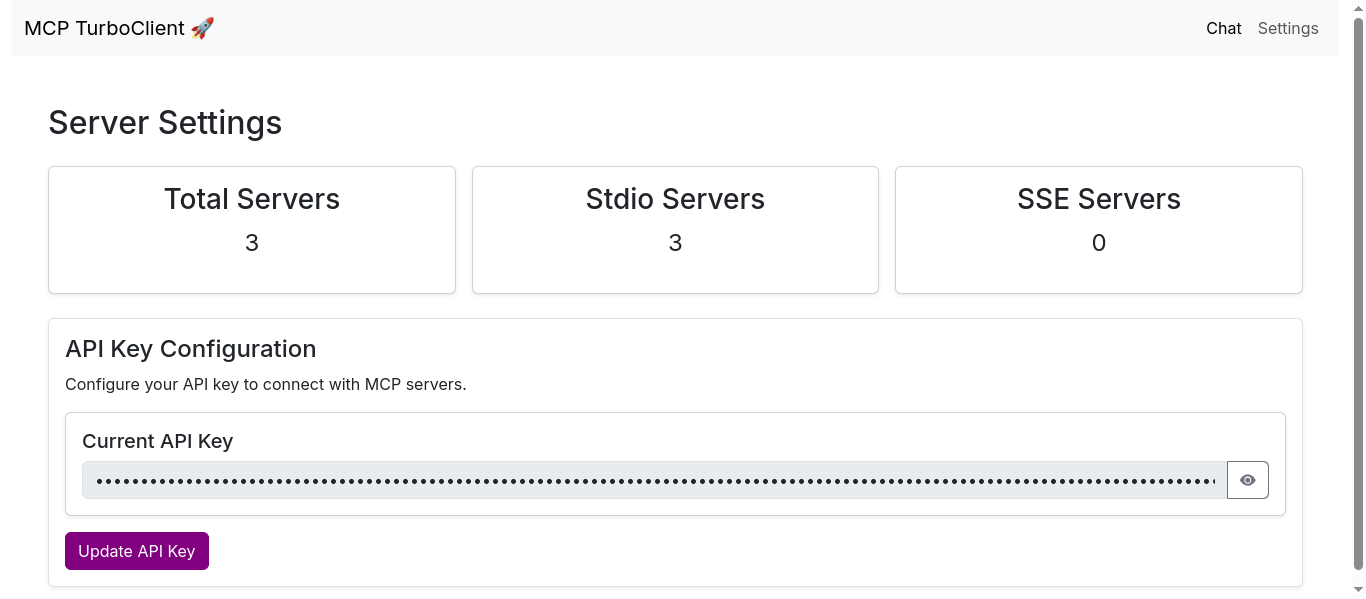 MCP TurboClient 🚀
Chat
Settings
Server Settings
Total Servers
3
Stdio Servers
3
SSE Servers
0
API Key Configuration
Configure your API key to connect with MCP servers.
Current API Key
Update API Key